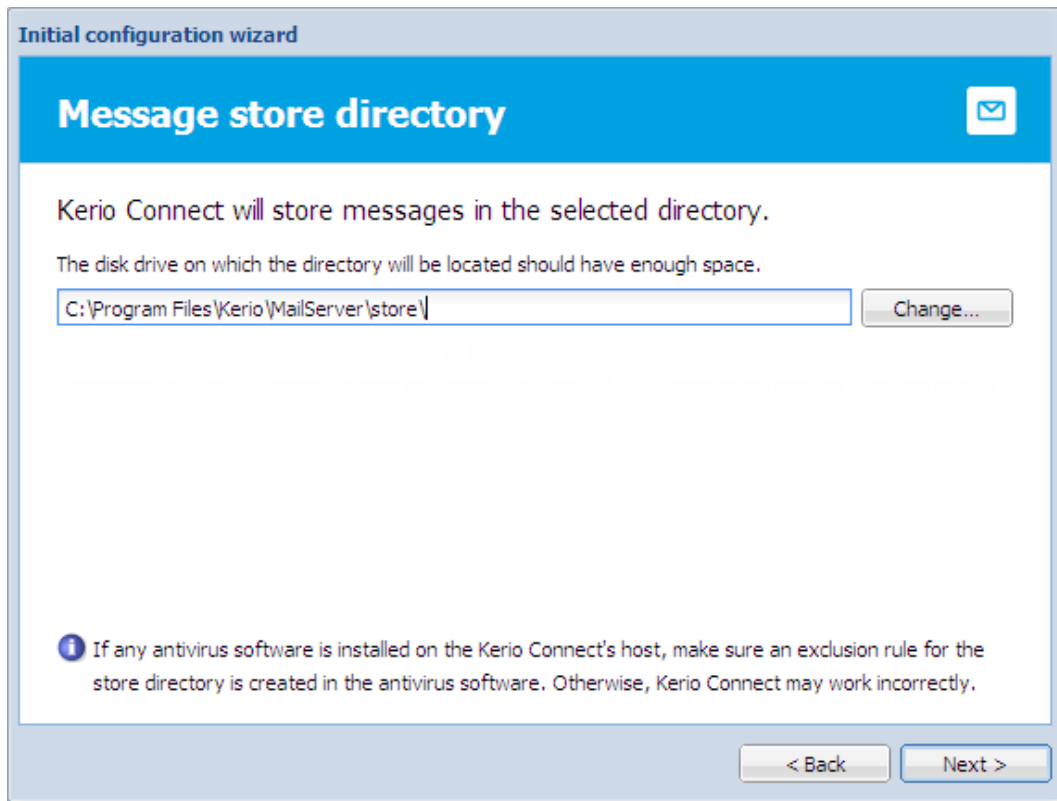 Initial configuration wizard
Message store directory
Kerio Connect will store messages in the selected directory.
The disk drive on which the directory will be located should have enough space.
C:\Program Files\Kerio\MailServer\store\
Change...
If any antivirus software is installed on the Kerio Connect's host, make sure an exclusion rule for the
store directory is created in the antivirus software. Otherwise, Kerio Connect may work incorrectly.
< Back
Next >